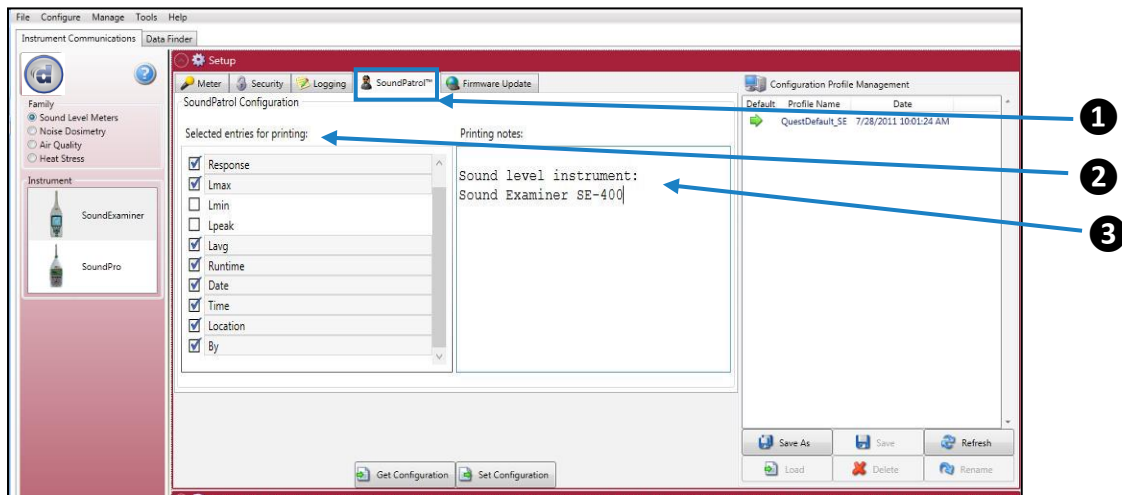 File Configure Manage Tools Help
Instrument Communications Data Finder
Setup
Meter Security Logging SoundPatrol™ Firmware Update
SoundPatrol Configuration
Selected entries for printing:
Printing notes:
Response
Lmax
Lmin
Lpeak
Lavg
Runtime
Date
Time
Location
By
Sound level instrument:
Sound Examiner SE-400
Get Configuration Set Configuration
Family
Sound Level Meters
Noise Dosimetry
Air Quality
Heat Stress
Instrument
SoundExaminer
SoundPro
Configuration Profile Management
Default Profile Name Date
QuestDefault_SE 7/28/2011 10:01:24 AM
Save As Save Refresh
Load Delete Rename
1
2
3